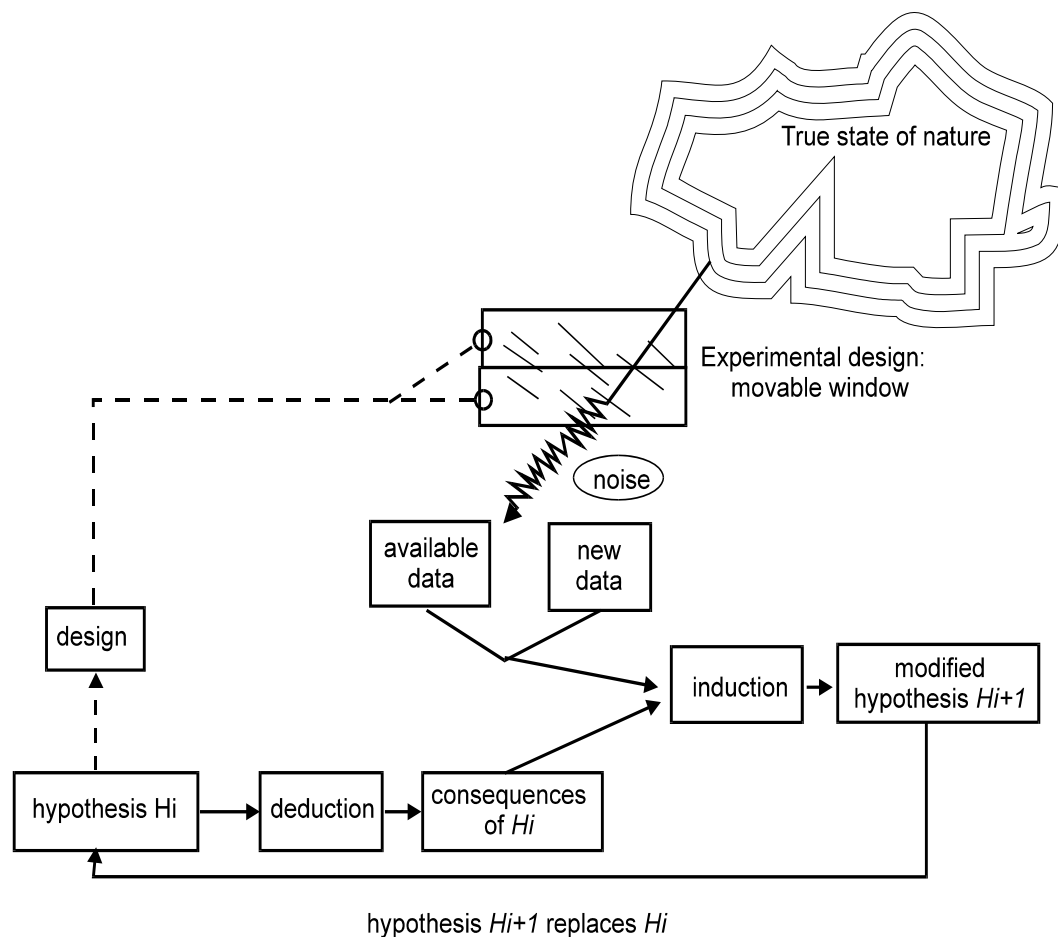 True state of nature
Experimental design:
movable window
noise
available
data
new
data
design
induction
modified
hypothesis Hi+1
hypothesis Hi
deduction
consequences
of Hi
hypothesis Hi+1 replaces Hi